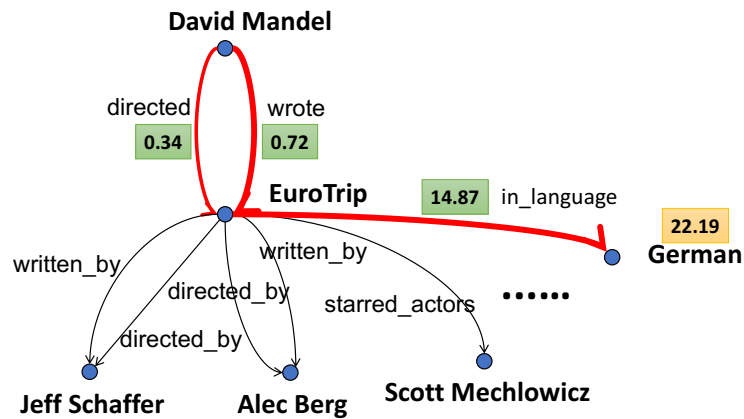 David Mandel
directed
wrote
0.34
0.72
EuroTrip
14.87
in_language
22.19
German
written_by
written_by
directed_by
starred_actors
......
directed_by
Jeff Schaffer
Alec Berg
Scott Mechlowicz